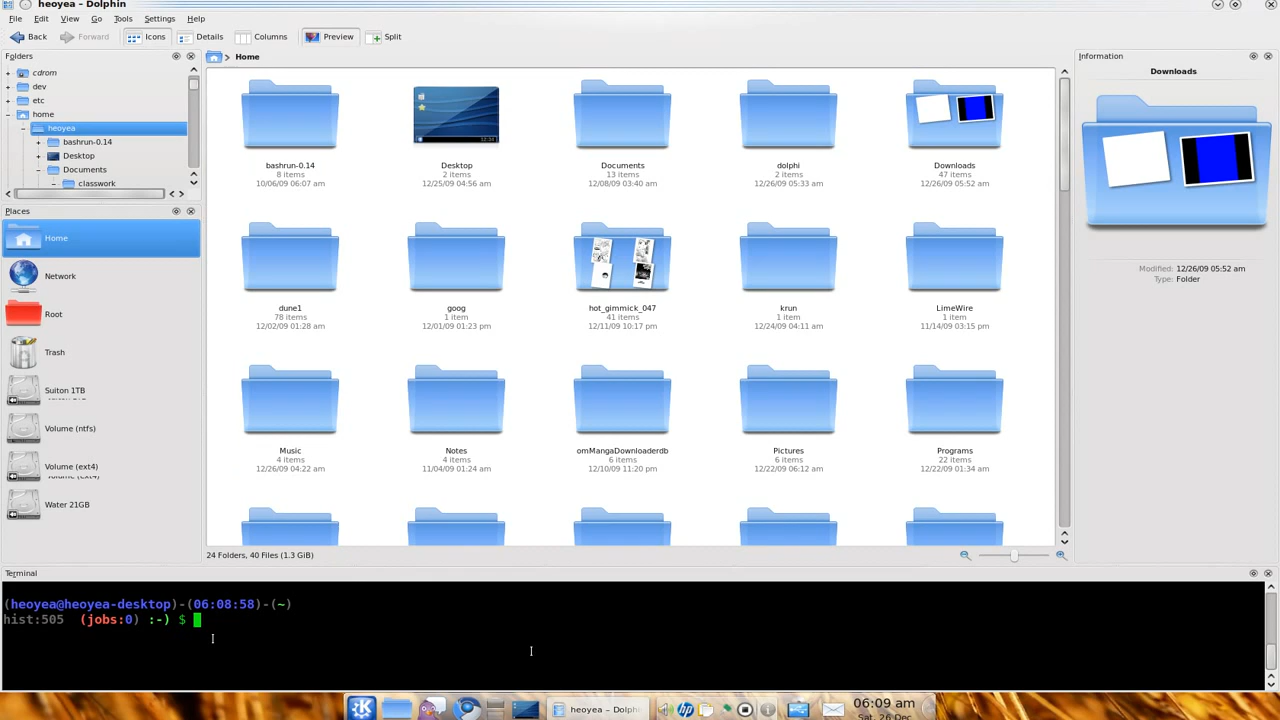 heoyea – Dolphin
File Edit View Go Tools Settings Help
Back Forward Icons Details Columns Preview Split
Folders
cdrom
dev
etc
home
heoyea
bashrun-0.14
Desktop
Documents
classwork
Places
Home
Network
Root
Trash
Suiton 1TB
Volume (ntfs)
Volume (ext4)
Volume (ext4)
Water 21GB
Home
bashrun-0.14
8 items
10/06/09 06:07 am
Desktop
2 items
12/25/09 04:56 am
Documents
13 items
12/08/09 03:40 am
dolphi
2 items
12/26/09 05:33 am
Downloads
47 items
12/26/09 05:52 am
dune1
78 items
12/02/09 01:28 am
goog
1 item
12/01/09 01:23 pm
hot_gimmick_047
41 items
12/11/09 10:17 pm
krun
1 item
12/24/09 04:11 am
LimeWire
1 item
11/14/09 03:15 pm
Music
4 items
12/26/09 04:22 am
Notes
4 items
11/04/09 01:24 am
omMangaDownloaderdb
6 items
12/10/09 11:20 pm
Pictures
6 items
12/22/09 06:12 am
Programs
22 items
12/22/09 01:34 am
24 Folders, 40 Files (1.3 GiB)
Information
Downloads
Modified: 12/26/09 05:52 am
Type: Folder
Terminal
(heoyea@heoyea-desktop)-(06:08:58)-(~)
hist:505 (jobs:0) :-) $
heoyea – Dolph
06:09 am
Sat, 26 Dec